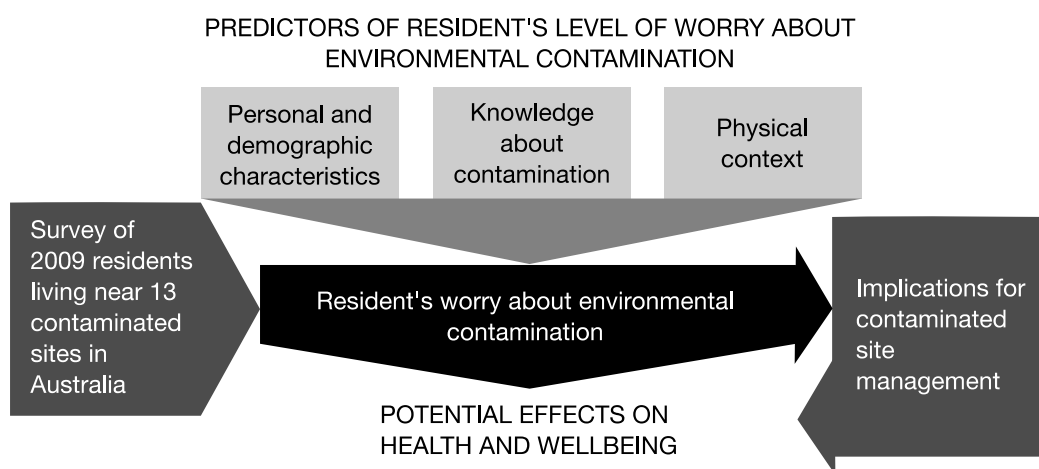 PREDICTORS OF RESIDENT'S LEVEL OF WORRY ABOUT
ENVIRONMENTAL CONTAMINATION
Personal and
demographic
characteristics
Knowledge
about
contamination
Physical
context
Survey of
2009 residents
living near 13
contaminated
sites in
Australia
Resident's worry about environmental
contamination
Implications for
contaminated
site
management
POTENTIAL EFFECTS ON
HEALTH AND WELLBEING